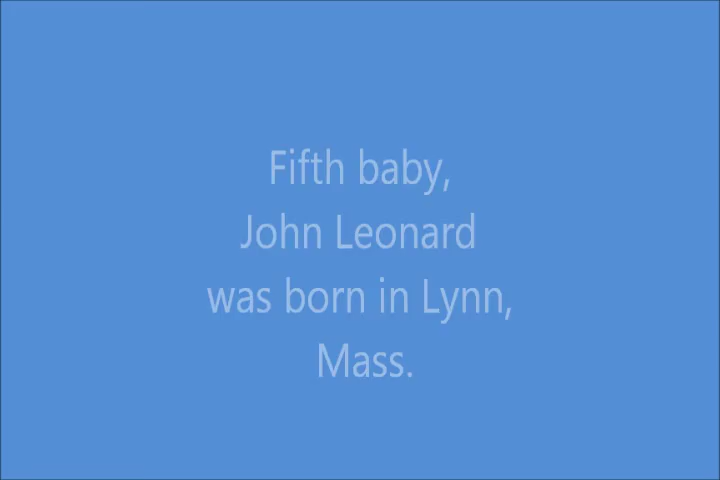 Fifth baby,
John Leonard
was born in Lynn,
Mass.